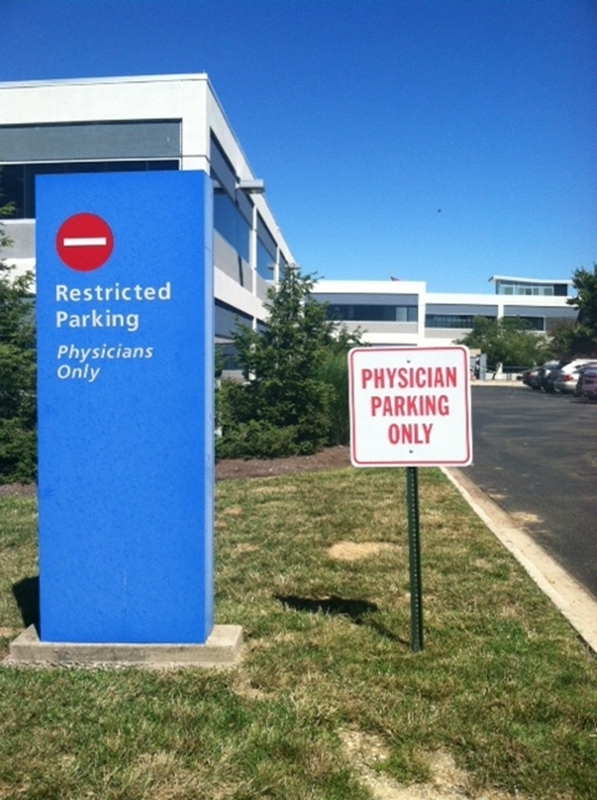 Restricted
Parking
Physicians
Only
PHYSICIAN
PARKING
ONLY